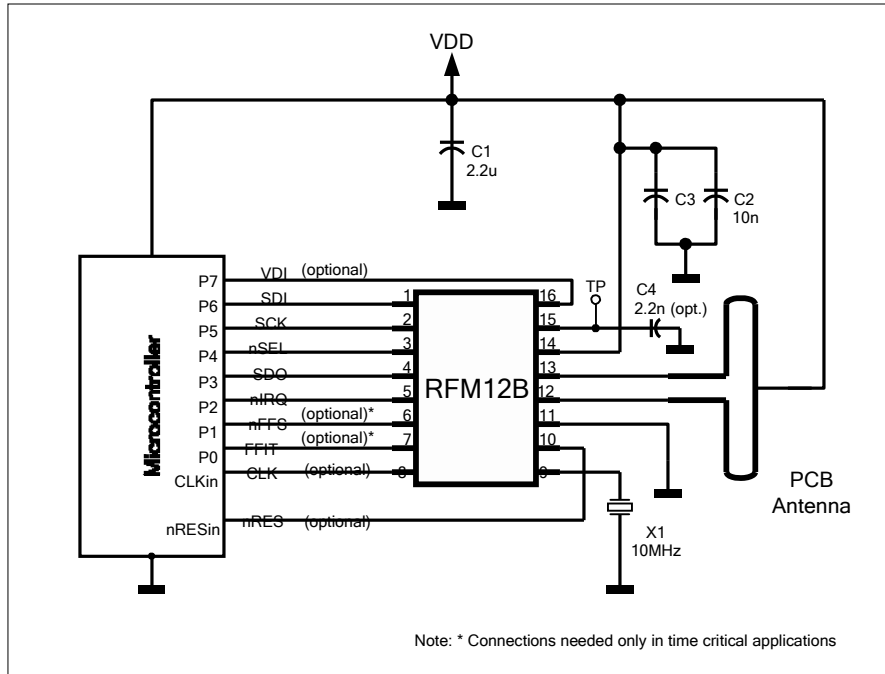 VDD
C1
2.2u
C3
C2
10n
Microcontroller
P7 VDI (optional)
P6 SDI 1
P5 SCK 2
P4 nSEL 3
P3 SDO 4
P2 nIRQ 5
P1 nFFS (optional)* 6
P0 FFIT (optional)* 7
CLKin CLK (optional) 8
nRESin nRES (optional)
RFM12B
16
15
14
13
12
11
10
9
TP
C4
2.2n (opt.)
X1
10MHz
PCB
Antenna
Note: * Connections needed only in time critical applications